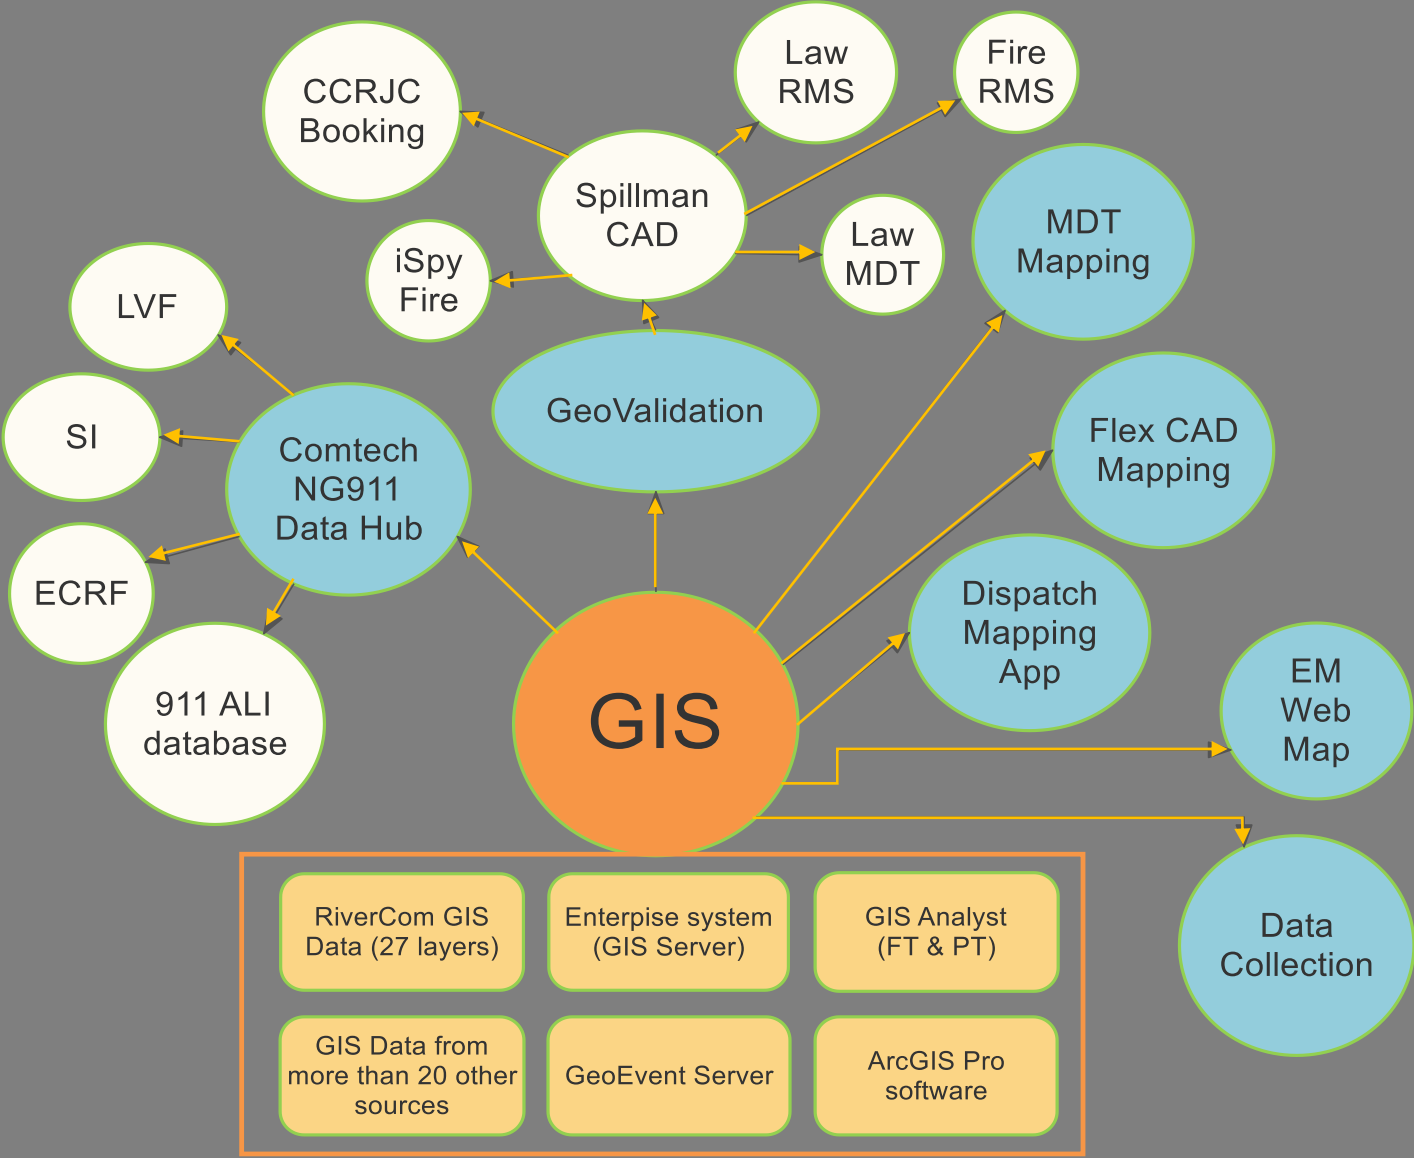 CCRJC
Booking
Law
RMS
Fire
RMS
Spillman
CAD
MDT
Mapping
iSpy
Fire
Law
MDT
LVF
GeoValidation
Flex CAD
Mapping
SI
Comtech
NG911
Data Hub
ECRF
Dispatch
Mapping
App
911 ALI
database
GIS
EM
Web
Map
Data
Collection
RiverCom GIS
Data (27 layers)
Enterpise system
(GIS Server)
GIS Analyst
(FT & PT)
GIS Data from
more than 20 other
sources
GeoEvent Server
ArcGIS Pro
software